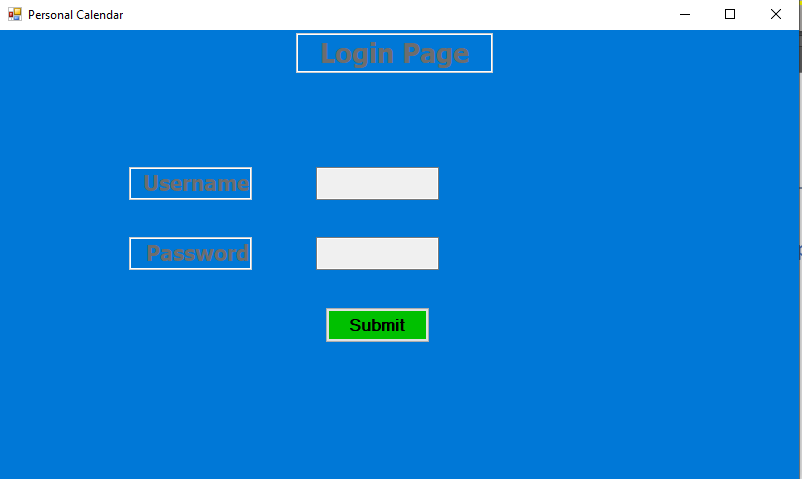 Personal Calendar
Login Page
Username
Password
Submit